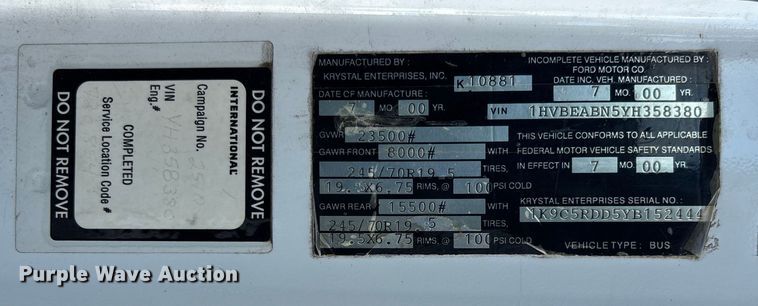 DO NOT REMOVE
INTERNATIONAL
Campaign No.
VIN
Eng.#
COMPLETED
Service Location Code #
DO NOT REMOVE
MANUFACTURED BY:
KRYSTAL ENTERPRISES, INC. K10881
DATE OF MANUFACTURE:
7 MO. 00 YR.
GVWR 23500#
GAWR FRONT 8000# WITH
245/70R19.5 TIRES,
19.5X6.75 RIMS, @ 100 PSI COLD
GAWR REAR 15500# WITH
245/70R19.5 TIRES,
19.5X6.75 RIMS, @ 100 PSI COLD
INCOMPLETE VEHICLE MANUFACTURED BY:
FORD MOTOR CO
DATE INC. VEH. MANUFACTURED:
7 MO. 00 YR.
VIN 1HVBEABN5YH358380
THIS VEHICLE CONFORMS TO ALL APPLICABLE
FEDERAL MOTOR VEHICLE SAFETY STANDARDS
IN EFFECT IN 7 00 YR.
KRYSTAL ENTERPRISES SERIAL NO.:
1K9C5RDD5YB152444
VEHICLE TYPE: BUS
Purple Wave Auction